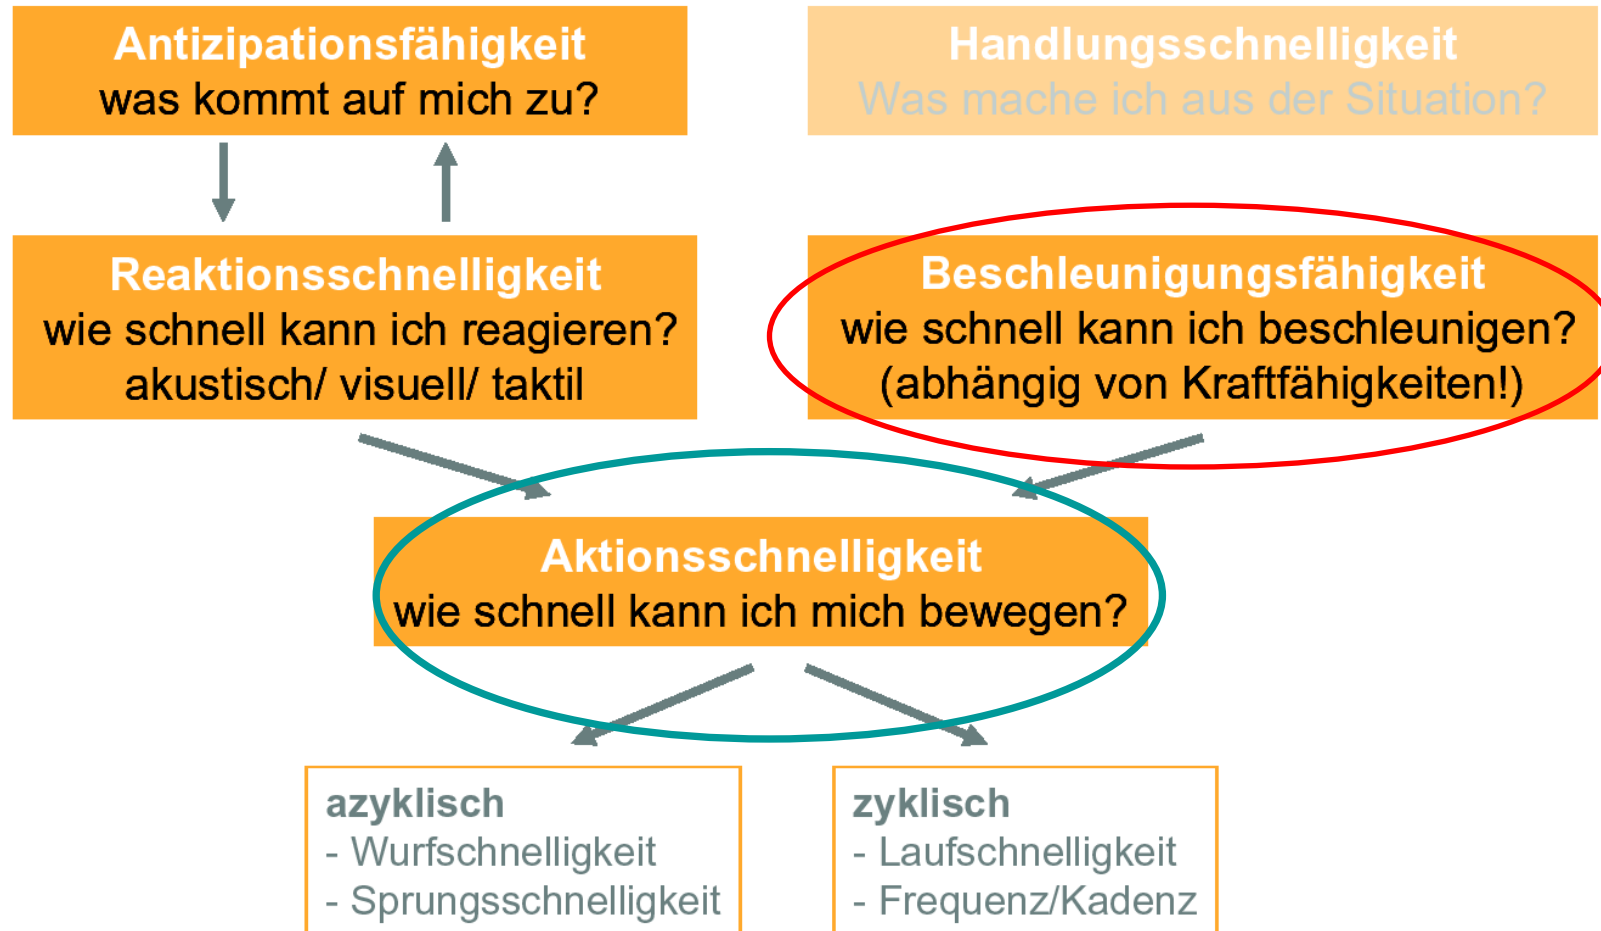 Antizipationsfähigkeit
was kommt auf mich zu?
Handlungsschnelligkeit
Was mache ich aus der Situation?
Reaktionsschnelligkeit
wie schnell kann ich reagieren?
akustisch/ visuell/ taktil
Beschleunigungsfähigkeit
wie schnell kann ich beschleunigen?
(abhängig von Kraftfähigkeiten!)
Aktionsschnelligkeit
wie schnell kann ich mich bewegen?
azyklisch
- Wurfschnelligkeit
- Sprungsschnelligkeit
zyklisch
- Laufschnelligkeit
- Frequenz/Kadenz